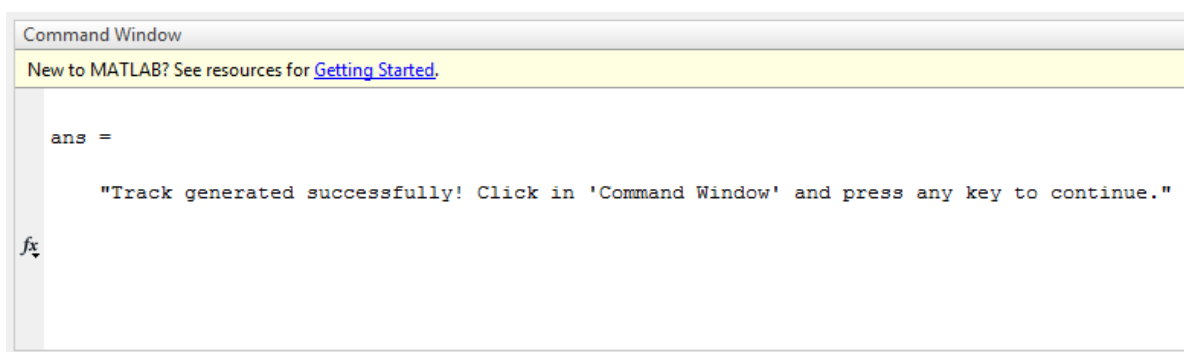 Command Window
New to MATLAB? See resources for Getting Started.
ans =
"Track generated successfully! Click in 'Command Window' and press any key to continue."
fx